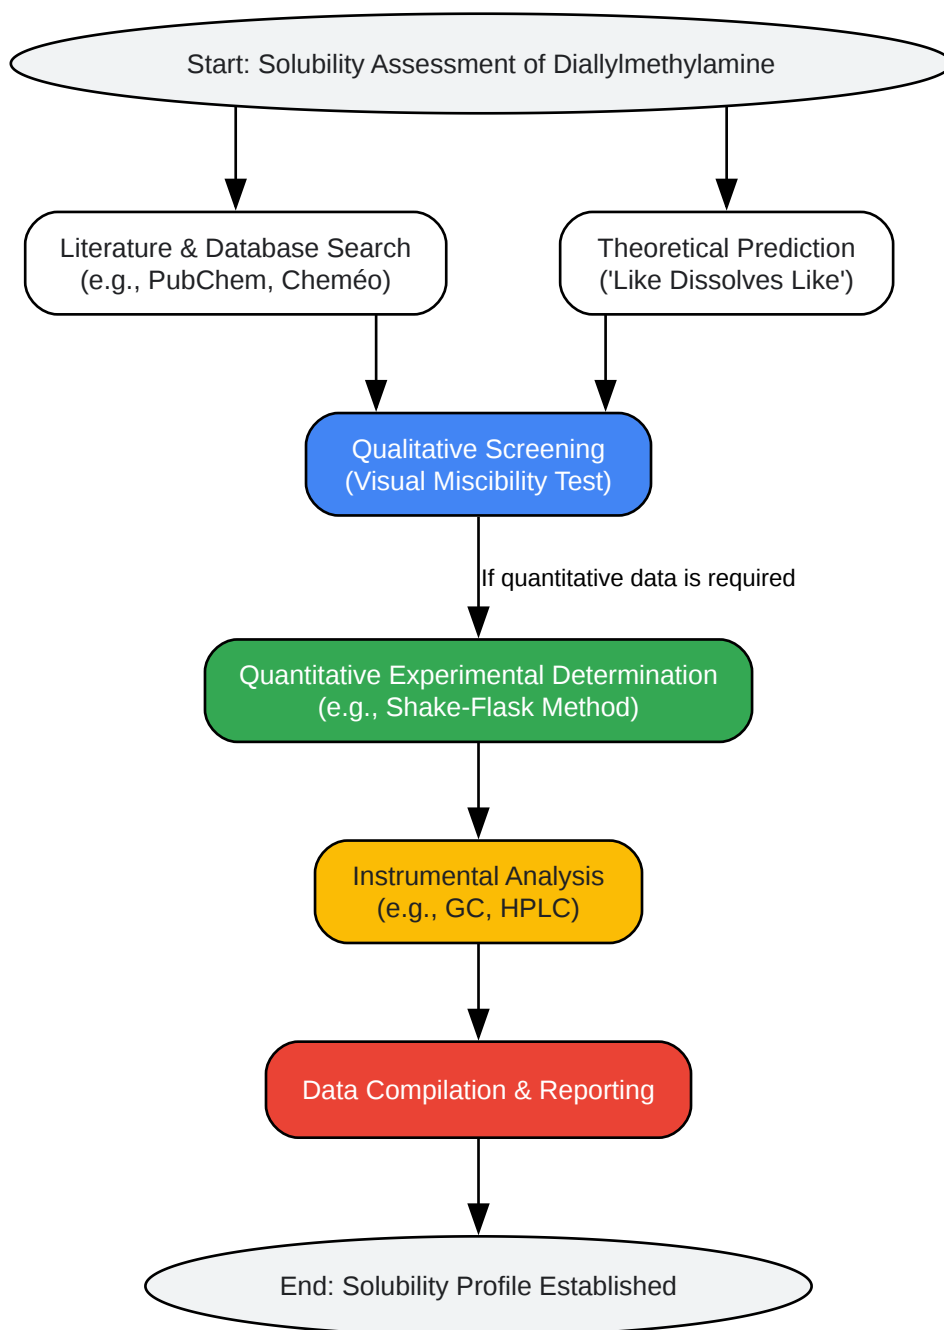 Start: Solubility Assessment of Diallylmethylamine
Literature & Database Search
(e.g., PubChem, Cheméo)
Theoretical Prediction
('Like Dissolves Like')
Qualitative Screening
(Visual Miscibility Test)
If quantitative data is required
Quantitative Experimental Determination
(e.g., Shake-Flask Method)
Instrumental Analysis
(e.g., GC, HPLC)
Data Compilation & Reporting
End: Solubility Profile Established